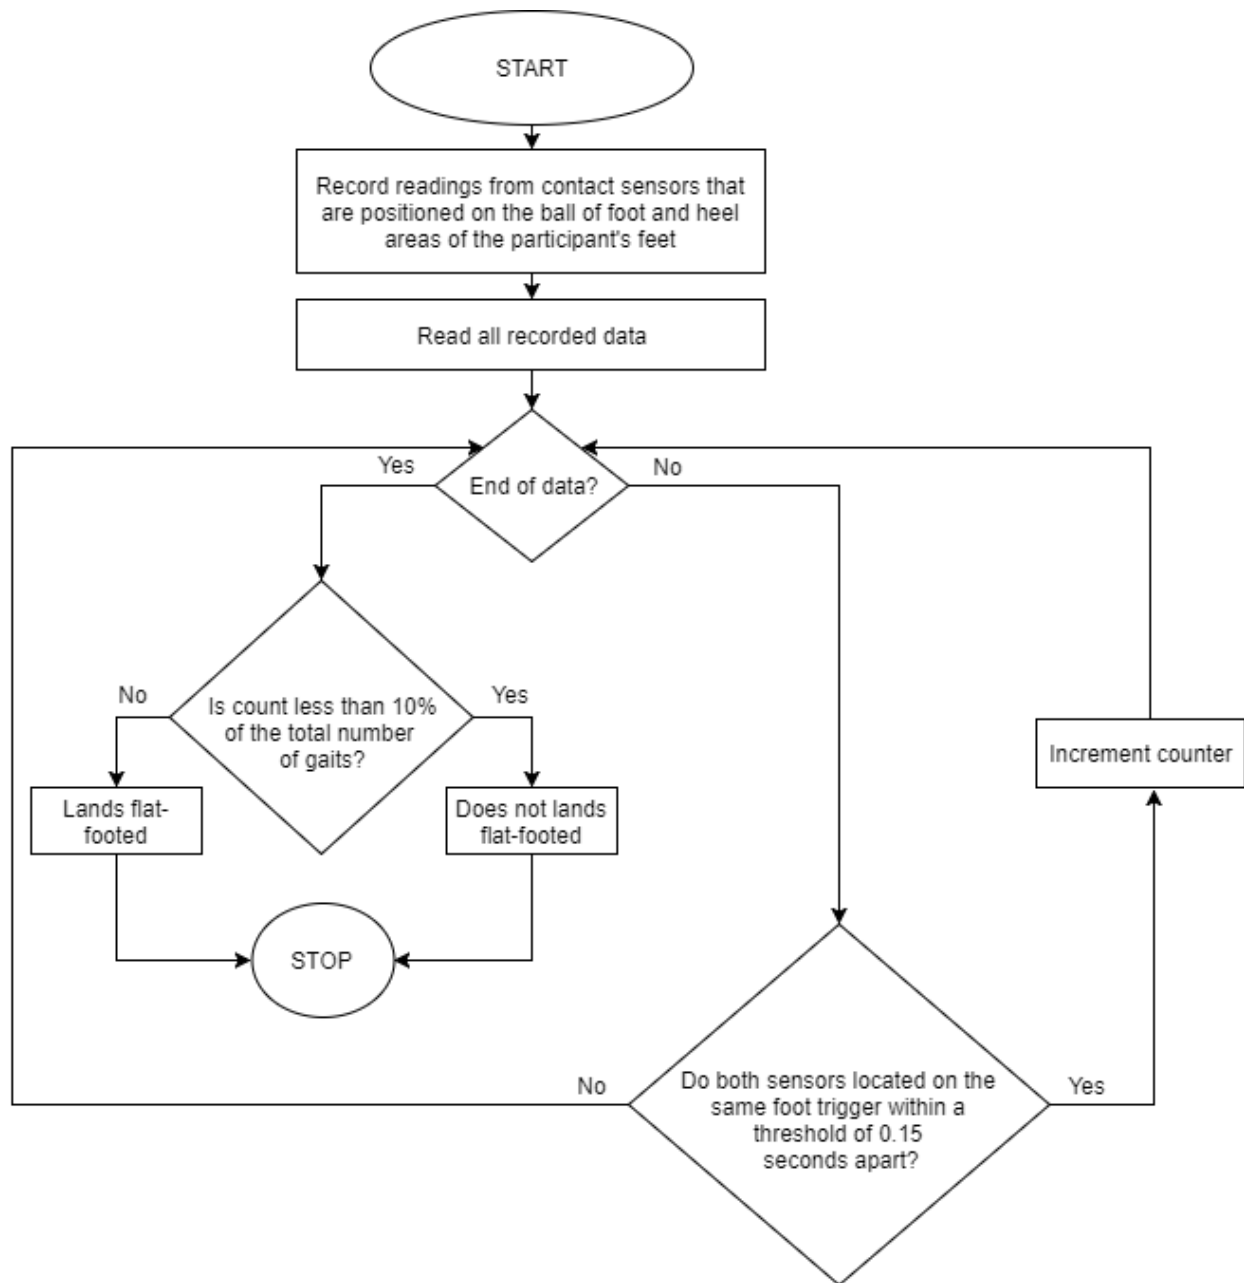 START
Record readings from contact sensors that
are positioned on the ball of foot and heel
areas of the participant's feet
Read all recorded data
Yes
End of data?
No
No
Is count less than 10%
of the total number
of gaits?
Yes
Lands flat-
footed
Does not lands
flat-footed
STOP
Increment counter
No
Do both sensors located on the
same foot trigger within a
threshold of 0.15
seconds apart?
Yes